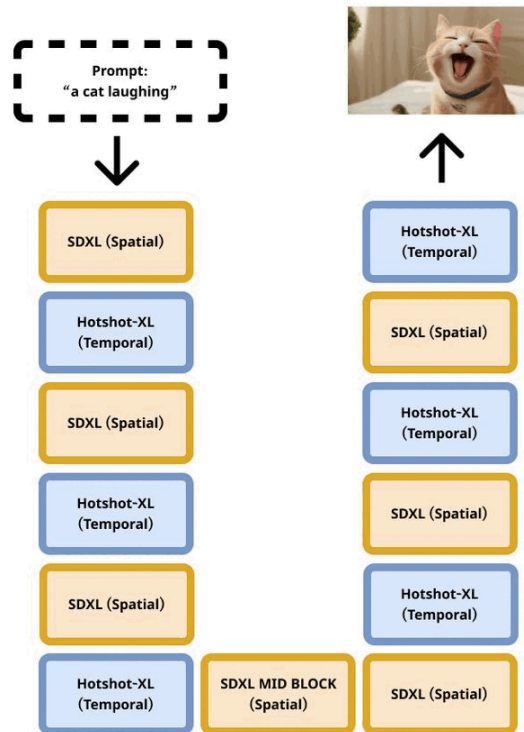 Prompt:
“a cat laughing”
SDXL (Spatial)
Hotshot-XL
(Temporal)
SDXL (Spatial)
Hotshot-XL
(Temporal)
SDXL (Spatial)
Hotshot-XL
(Temporal)
SDXL MID BLOCK
(Spatial)
SDXL (Spatial)
Hotshot-XL
(Temporal)
SDXL (Spatial)
Hotshot-XL
(Temporal)
SDXL (Spatial)
Hotshot-XL
(Temporal)